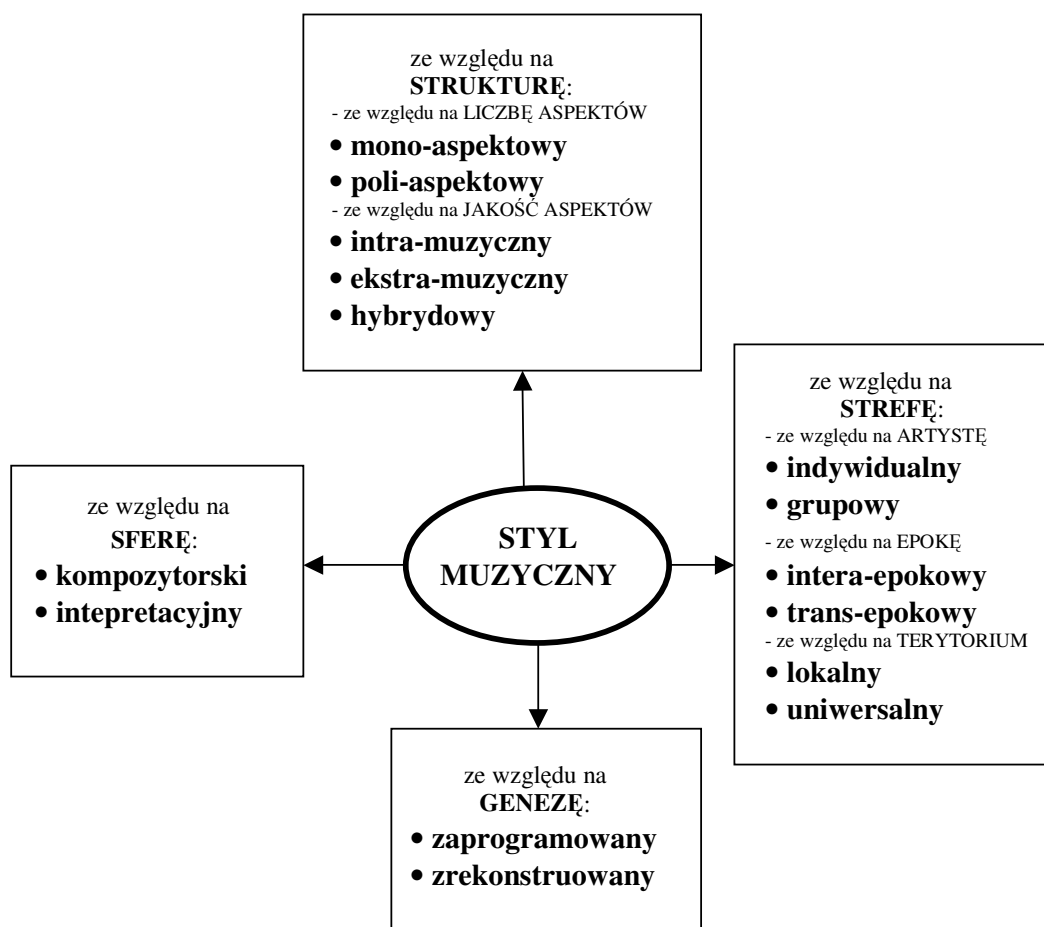 ze względu na
STRUKTURĘ:
- ze względu na LICZBĘ ASPEKTÓW
• mono-aspektowy
• poli-aspektowy
- ze względu na JAKOŚĆ ASPEKTÓW
• intra-muzyczny
• ekstra-muzyczny
• hybrydowy
ze względu na
STREFĘ:
- ze względu na ARTYSTĘ
• indywidualny
• grupowy
- ze względu na EPOKĘ
• intera-epokowy
• trans-epokowy
- ze względu na TERYTORIUM
• lokalny
• uniwersalny
ze względu na
SFERĘ:
• kompozytorski
• intepretacyjny
STYL
MUZYCZNY
ze względu na
GENEZĘ:
• zaprogramowany
• zrekonstruowany